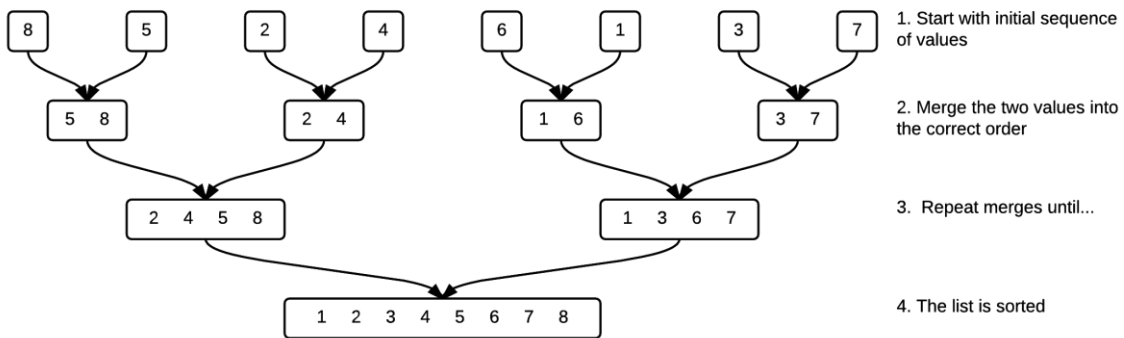 8 5 2 4 6 1 3 7
1. Start with initial sequence
of values
5 8 2 4 1 6 3 7
2. Merge the two values into
the correct order
2 4 5 8 1 3 6 7
3. Repeat merges until...
1 2 3 4 5 6 7 8
4. The list is sorted